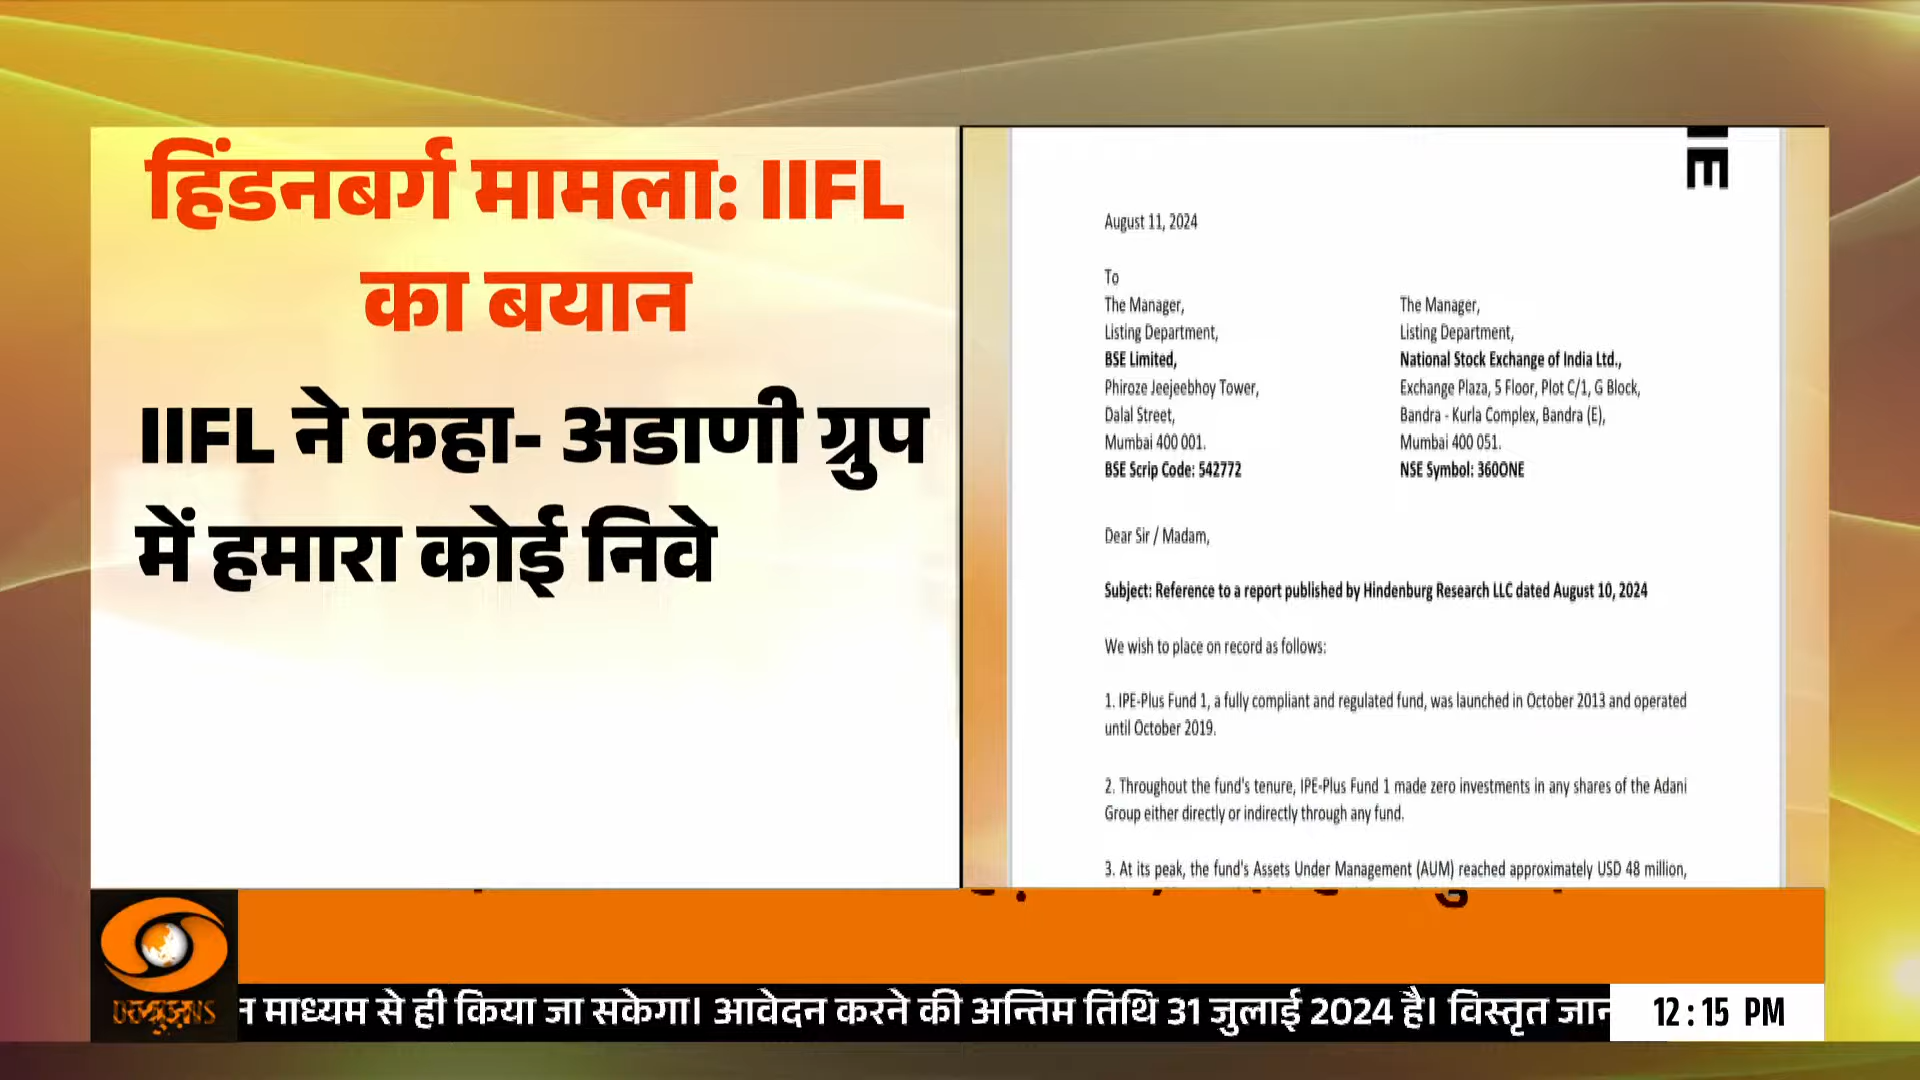 हिंडनबर्ग मामला: IIFL
का बयान
IIFL ने कहा- अडाणी ग्रुप
में हमारा कोई निवे
NE
August 11, 2024
To
The Manager,
Listing Department,
BSE Limited,
Phiroze Jeejeebhoy Tower,
Dalal Street,
Mumbai 400 001.
BSE Scrip Code: 542772
The Manager,
Listing Department,
National Stock Exchange of India Ltd.,
Exchange Plaza, 5 Floor, Plot C/1, G Block,
Bandra - Kurla Complex, Bandra (E),
Mumbai 400 051.
NSE Symbol: 360ONE
Dear Sir / Madam,
Subject: Reference to a report published by Hindenburg Research LLC dated August 10, 2024
We wish to place on record as follows:
1. IPE-Plus Fund 1, a fully compliant and regulated fund, was launched in October 2013 and operated
until October 2019.
2. Throughout the fund's tenure, IPE-Plus Fund 1 made zero investments in any shares of the Adani
Group either directly or indirectly through any fund.
3. At its peak, the fund's Assets Under Management (AUM) reached approximately USD 48 million,
न माध्यम से ही किया जा सकेगा। आवेदन करने की अन्तिम तिथि 31 जुलाई 2024 है। विस्तृत जान
12:15 PM